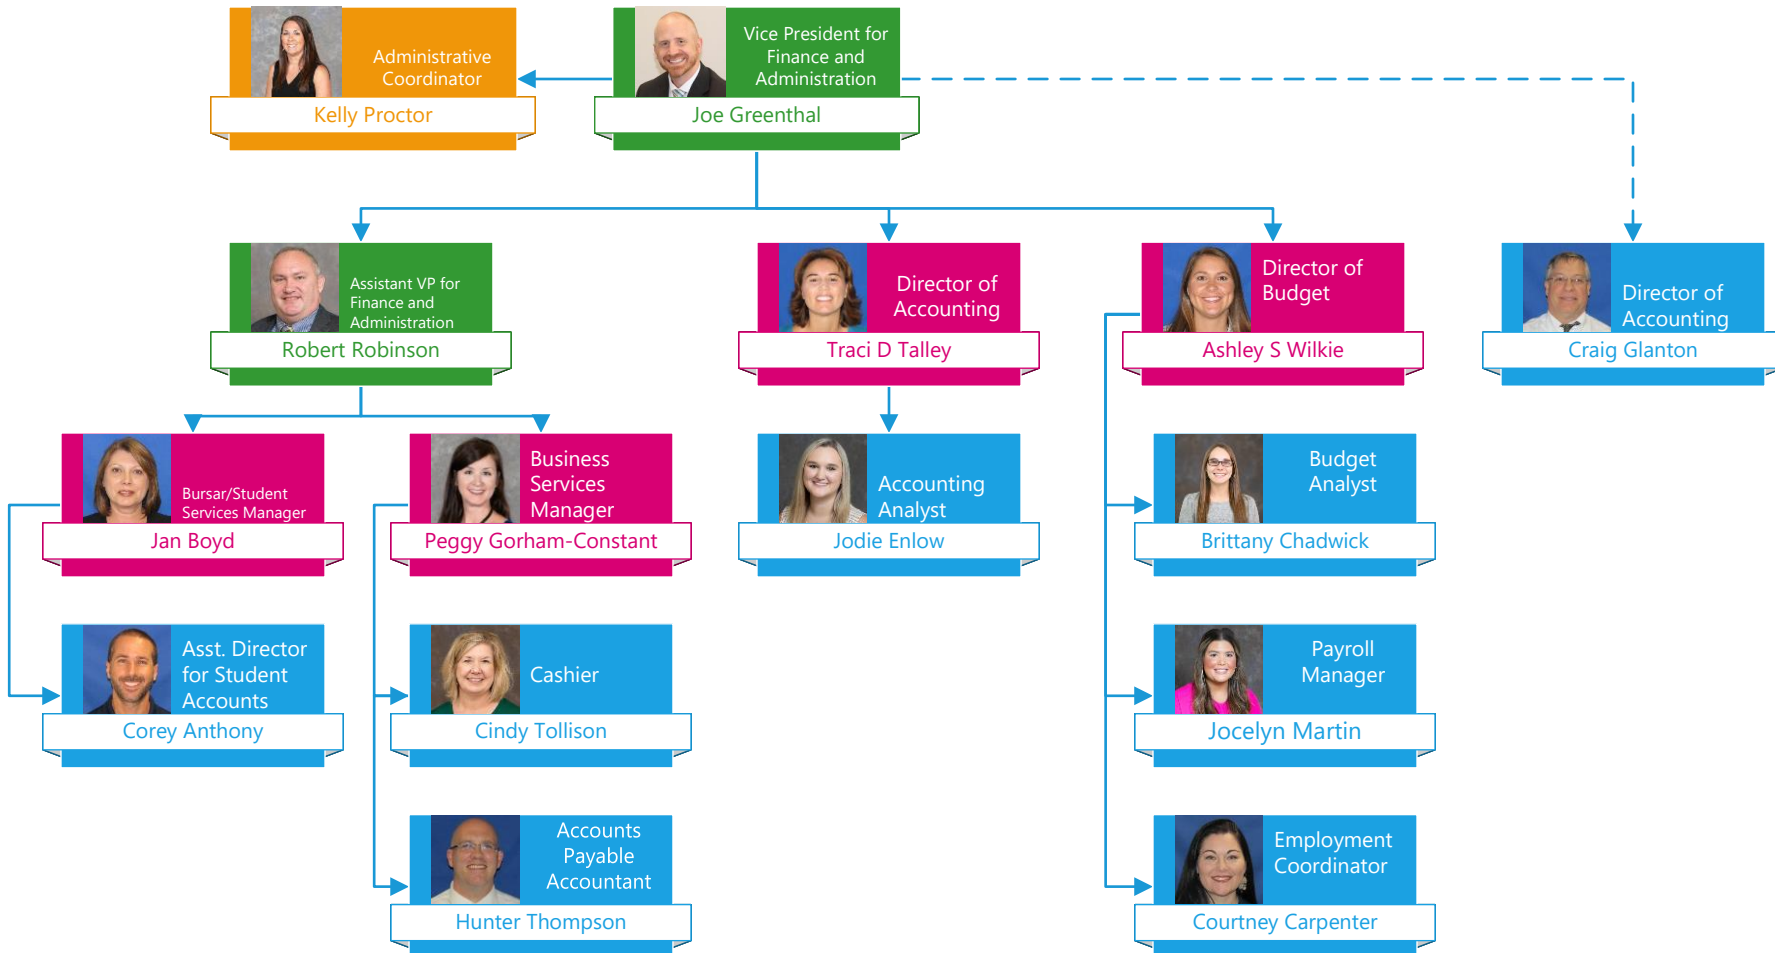 Administrative
Coordinator
Kelly Proctor
Vice President for
Finance and
Administration
Joe Greenthal
Assistant VP for
Finance and
Administration
Robert Robinson
Director of
Accounting
Traci D Talley
Director of
Budget
Ashley S Wilkie
Director of
Accounting
Craig Glanton
Bursar/Student
Services Manager
Jan Boyd
Business
Services
Manager
Peggy Gorham-Constant
Accounting
Analyst
Jodie Enlow
Budget
Analyst
Brittany Chadwick
Asst. Director
for Student
Accounts
Corey Anthony
Cashier
Cindy Tollison
Payroll
Manager
Jocelyn Martin
Accounts
Payable
Accountant
Hunter Thompson
Employment
Coordinator
Courtney Carpenter